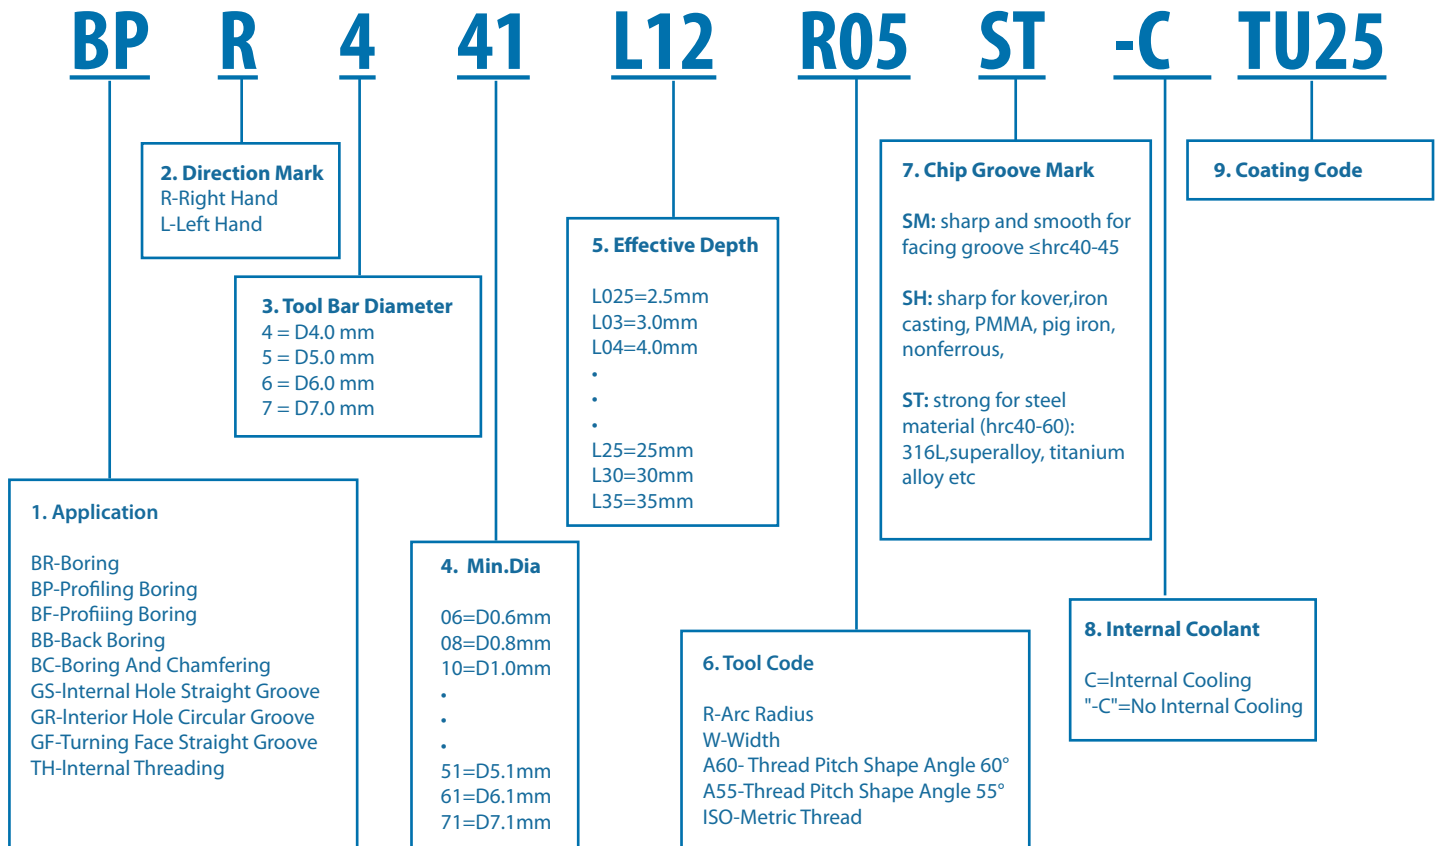 BP R 4 41 L12 R05 ST -C TU25
1. Application
BR-Boring
BP-Profiling Boring
BF-Profiiing Boring
BB-Back Boring
BC-Boring And Chamfering
GS-Internal Hole Straight Groove
GR-Interior Hole Circular Groove
GF-Turning Face Straight Groove
TH-Internal Threading
2. Direction Mark
R-Right Hand
L-Left Hand
3. Tool Bar Diameter
4 = D4.0 mm
5 = D5.0 mm
6 = D6.0 mm
7 = D7.0 mm
4. Min.Dia
06=D0.6mm
08=D0.8mm
10=D1.0mm
•
•
•
51=D5.1mm
61=D6.1mm
71=D7.1mm
5. Effective Depth
L025=2.5mm
L03=3.0mm
L04=4.0mm
•
•
•
L25=25mm
L30=30mm
L35=35mm
6. Tool Code
R-Arc Radius
W-Width
A60- Thread Pitch Shape Angle 60°
A55-Thread Pitch Shape Angle 55°
ISO-Metric Thread
7. Chip Groove Mark
SM: sharp and smooth for
facing groove ≤hrc40-45
SH: sharp for kover,iron
casting, PMMA, pig iron,
nonferrous,
ST: strong for steel
material (hrc40-60):
316L,superalloy, titanium
alloy etc
8. Internal Coolant
C=Internal Cooling
"-C"=No Internal Cooling
9. Coating Code